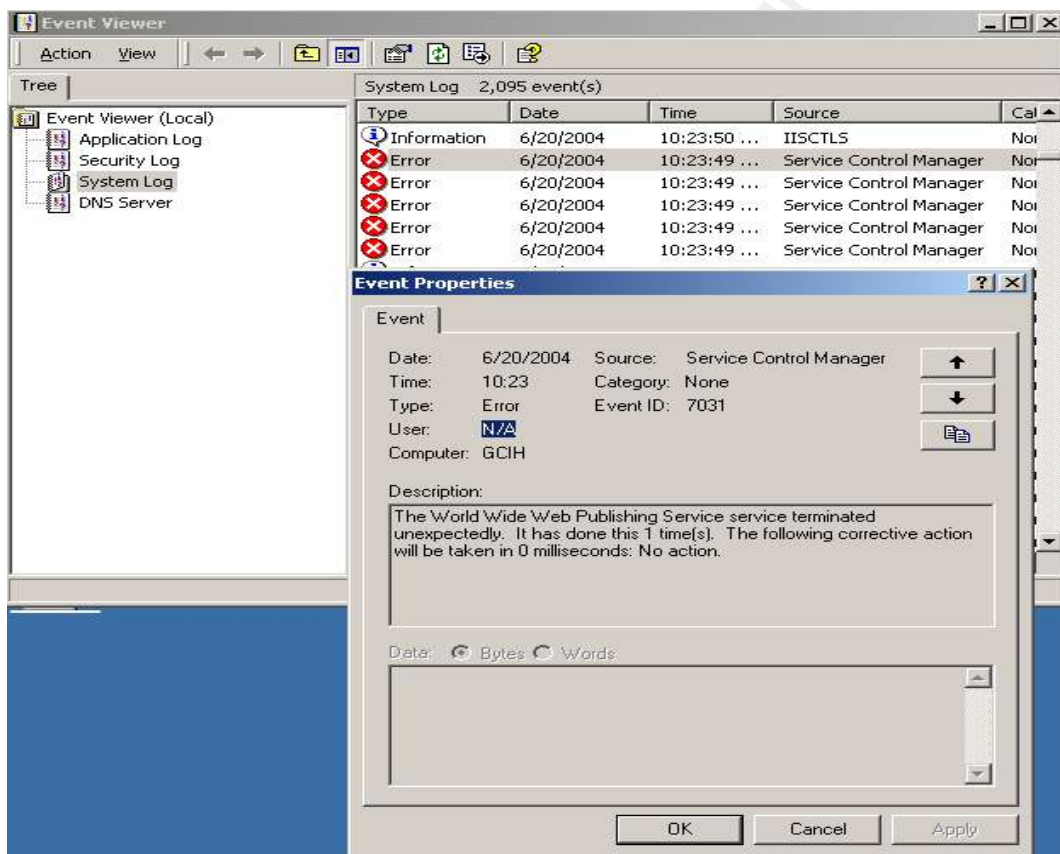 Event Viewer
Action View
Tree
System Log 2,095 event(s)
Event Viewer (Local)
Application Log
Security Log
System Log
DNS Server
Type Date Time Source
Information 6/20/2004 10:23:50 ... IISCTLS
Error 6/20/2004 10:23:49 ... Service Control Manager
Error 6/20/2004 10:23:49 ... Service Control Manager
Error 6/20/2004 10:23:49 ... Service Control Manager
Error 6/20/2004 10:23:49 ... Service Control Manager
Error 6/20/2004 10:23:49 ... Service Control Manager
Event Properties
Event
Date: 6/20/2004 Source: Service Control Manager
Time: 10:23 Category: None
Type: Error Event ID: 7031
User: N/A
Computer: GCIH
Description:
The World Wide Web Publishing Service service terminated
unexpectedly. It has done this 1 time(s). The following corrective action
will be taken in 0 milliseconds: No action.
Data: Bytes Words
OK Cancel Apply